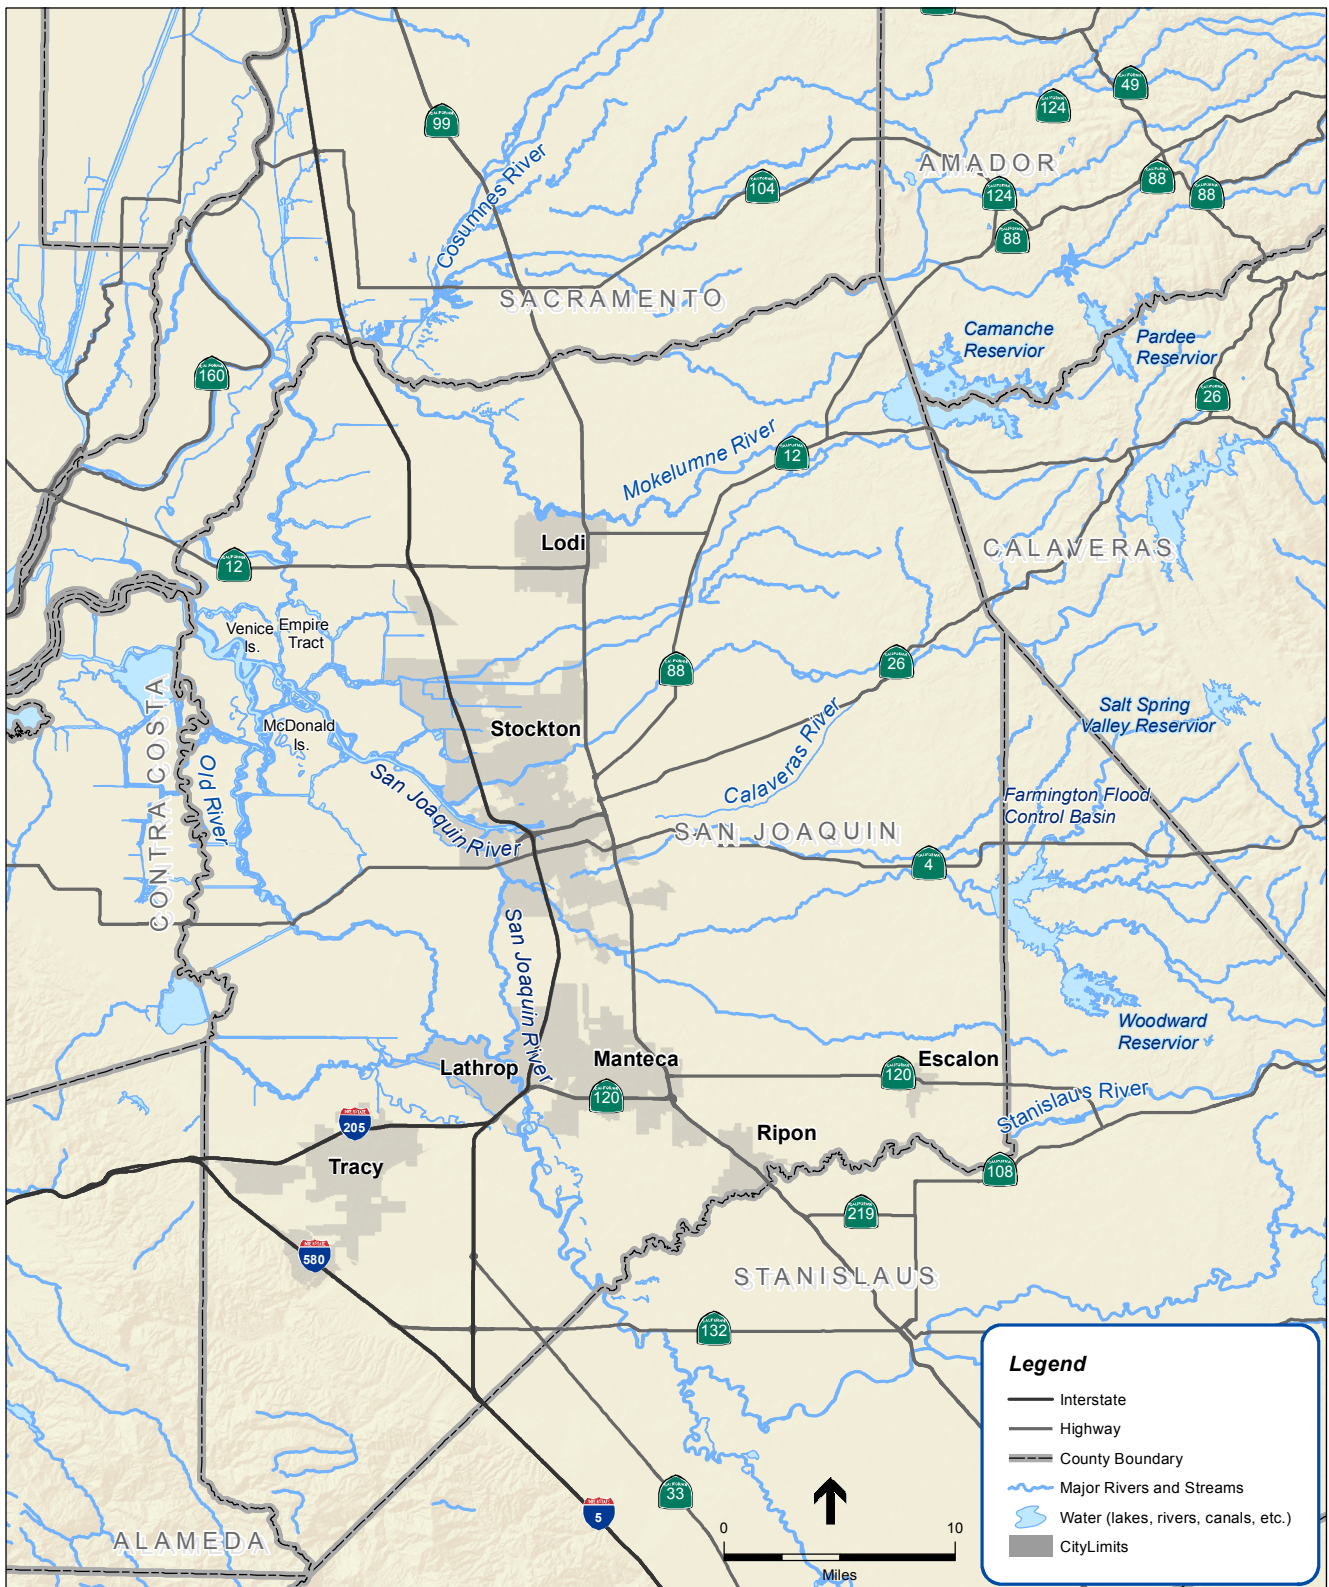 49
124
99
CALIFORNIA
AMADOR
Cosumnes River
104
124
88
88
88
SACRAMENTO
Camanche
Reservior
Pardee
Reservior
160
26
Mokelumne River
12
Lodi
CALAVERAS
12
Venice
Is.
Empire
Tract
88
26
CONTRA COSTA
Salt Spring
Valley Reservior
McDonald
Is.
Stockton
Old River
San Joaquin River
Calaveras River
Farmington Flood
Control Basin
SAN JOAQUIN
4
San Joaquin River
Woodward
Reservior
Lathrop
Manteca
Escalon
120
120
Stanislaus River
205
Ripon
Tracy
108
219
580
STANISLAUS
132
33
5
ALAMEDA
0
10
Miles
Legend
Interstate
Highway
County Boundary
Major Rivers and Streams
Water (lakes, rivers, canals, etc.)
CityLimits